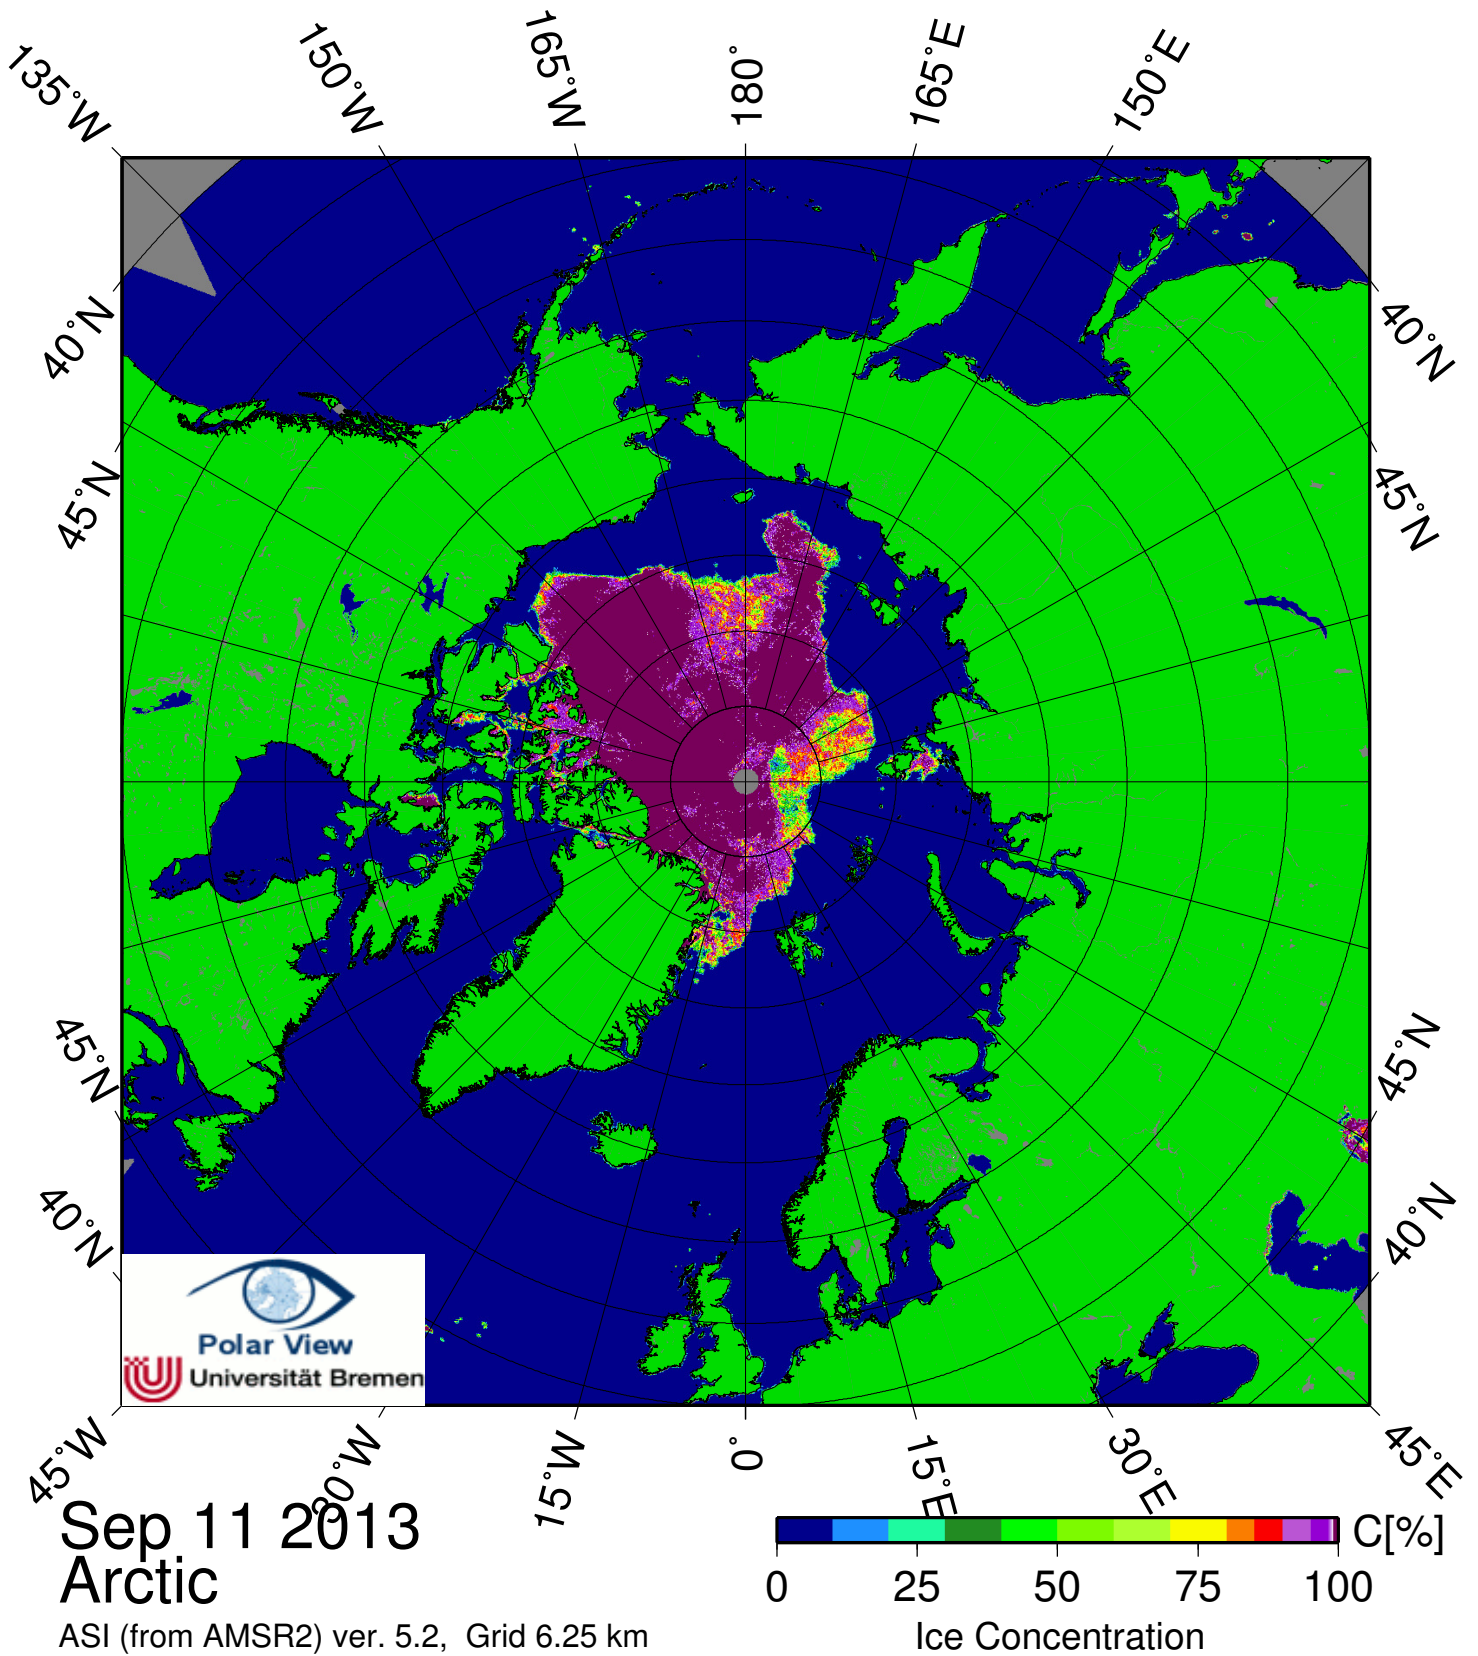 135°W
150°W
165°W
180°
165°E
150°E
40°N
40°N
45°N
45°N
45°N
45°N
40°N
40°N
Polar View
Universität Bremen
45°W
30°W
15°W
0°
15°E
30°E
45°E
Sep 11 2013
Arctic
ASI (from AMSR2) ver. 5.2, Grid 6.25 km
C[%]
0 25 50 75 100
Ice Concentration